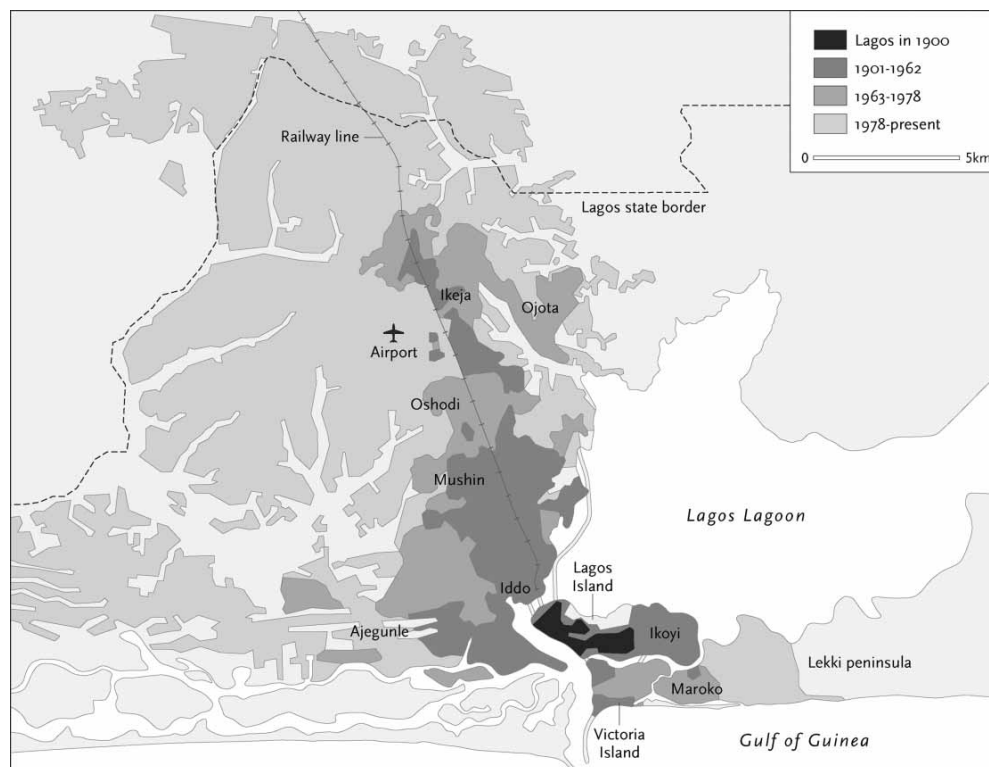 Lagos in 1900
1901-1962
1963-1978
1978-present
0 5km
Railway line
Lagos state border
Ikeja
Ojota
Airport
Oshodi
Mushin
Lagos Lagoon
Iddo
Lagos
Island
Ajegunle
Ikoyi
Lekki peninsula
Maroko
Victoria
Island
Gulf of Guinea